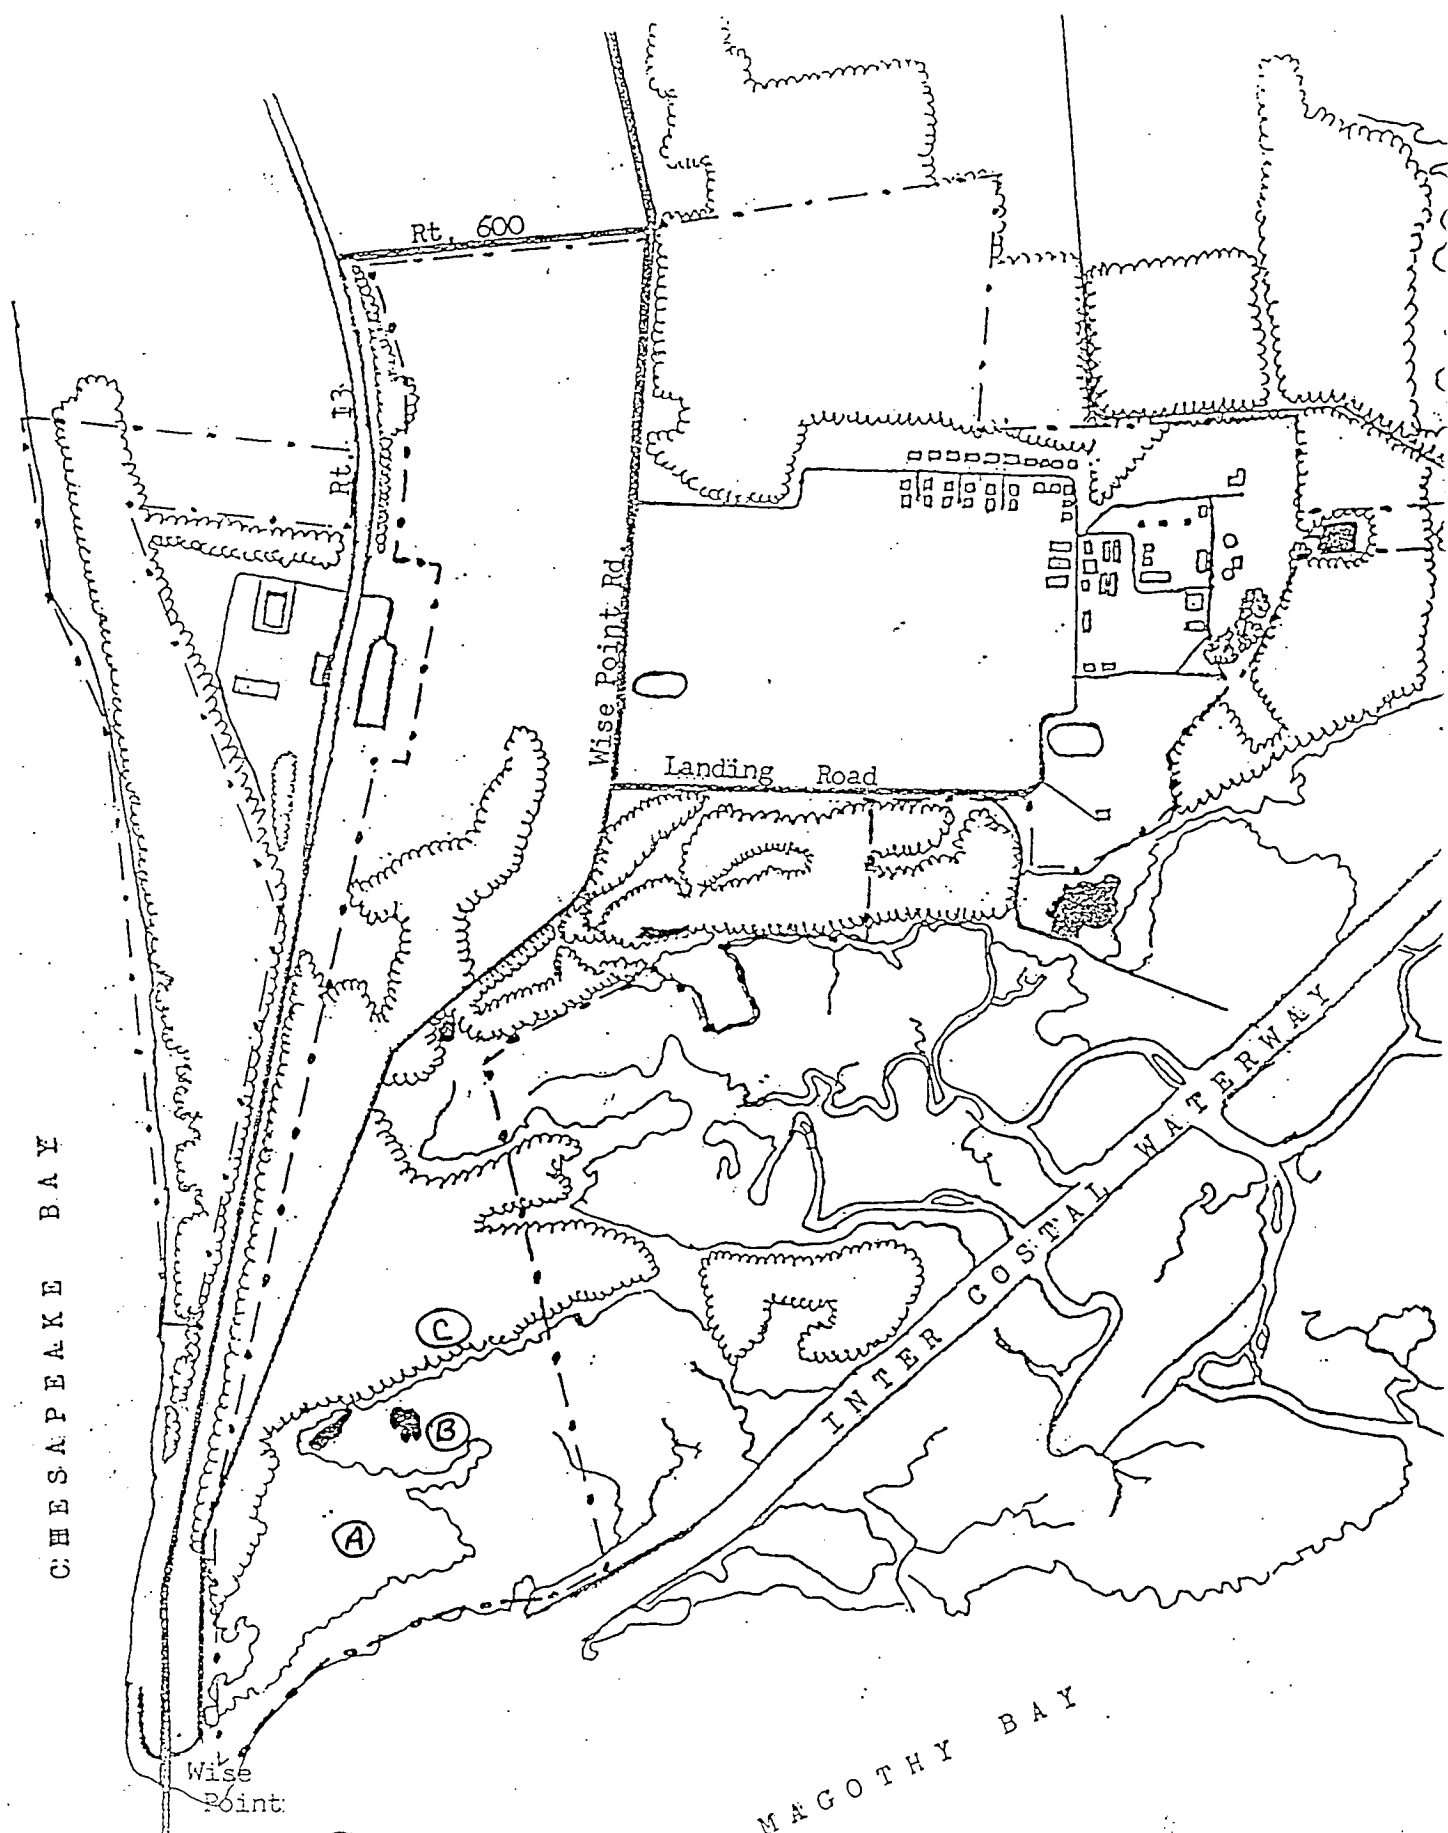 Rt. 600
Rt. 13
Wise Point Rd
Landing Road
INTER COSTAL WATERWAY
CHESAPEAKE BAY
C
B
A
MAGOTHY BAY
Wise
Point